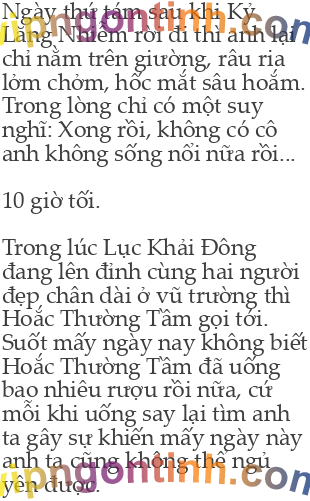 Ngày thứ tám sau khi Kỷ
Lăng Nhiễm rời đi thì anh lại
chỉ nằm trên giường, râu ria
lởm chởm, hốc mắt sâu hoắm.
Trong lòng chỉ có một suy
nghĩ: Xong rồi, không có cô
anh không sống nổi nữa rồi...
10 giờ tối.
Trong lúc Lục Khải Đông
đang lên đỉnh cùng hai người
đẹp chân dài ở vũ trường thì
Hoắc Thường Tầm gọi tới.
Suốt mấy ngày nay không biết
Hoắc Thường Tầm đã uống
bao nhiêu rượu rồi nữa, cứ
mỗi khi uống say lại tìm anh
ta gây sự khiến mấy ngày này
anh ta cũng không thể ngủ
yên được.
vipngontinh.com
vipngontinh.com